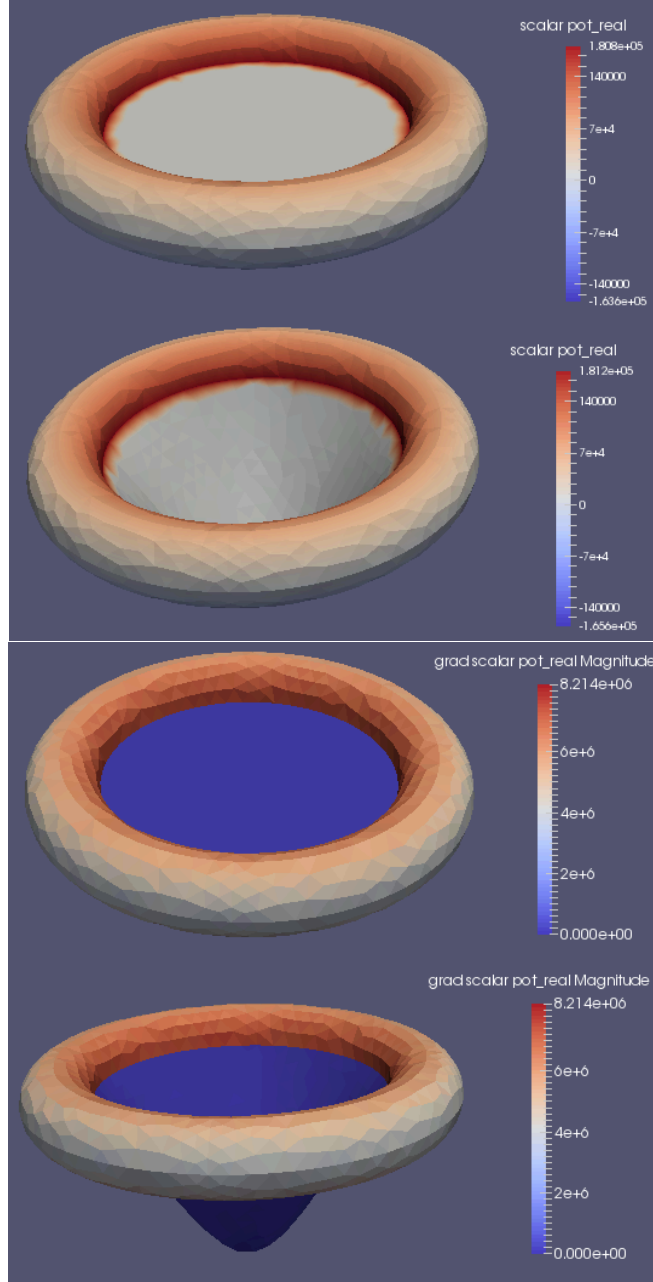 scalar pot_real
1.808e+05
140000
7e+4
0
-7e+4
-140000
-1.636e+05
scalar pot_real
1.812e+05
140000
7e+4
0
-7e+4
-140000
-1.656e+05
grad scalar pot_real Magnitude
8.214e+06
6e+6
4e+6
2e+6
0.000e+00
grad scalar pot_real Magnitude
8.214e+06
6e+6
4e+6
2e+6
0.000e+00